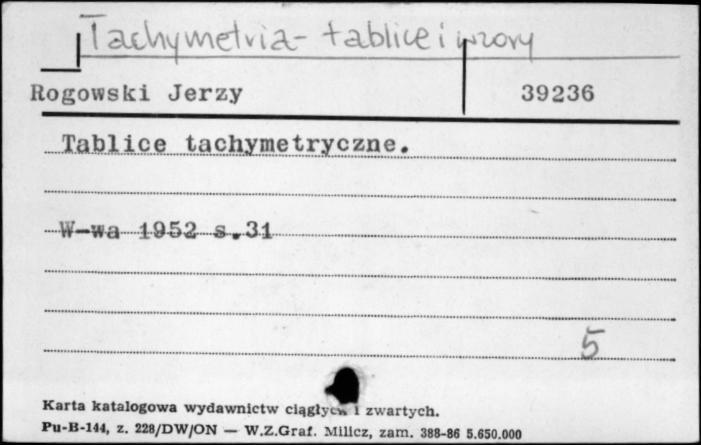 Tachymetria - tablice i wzory
Rogowski Jerzy 39236
Tablice tachymetryczne.
W-wa 1952 s.31
5
Karta katalogowa wydawnictw ciągłych i zwartych.
Pu-B-144, z. 228/DW/ON — W.Z.Graf. Milicz, zam. 388-86 5.650.000